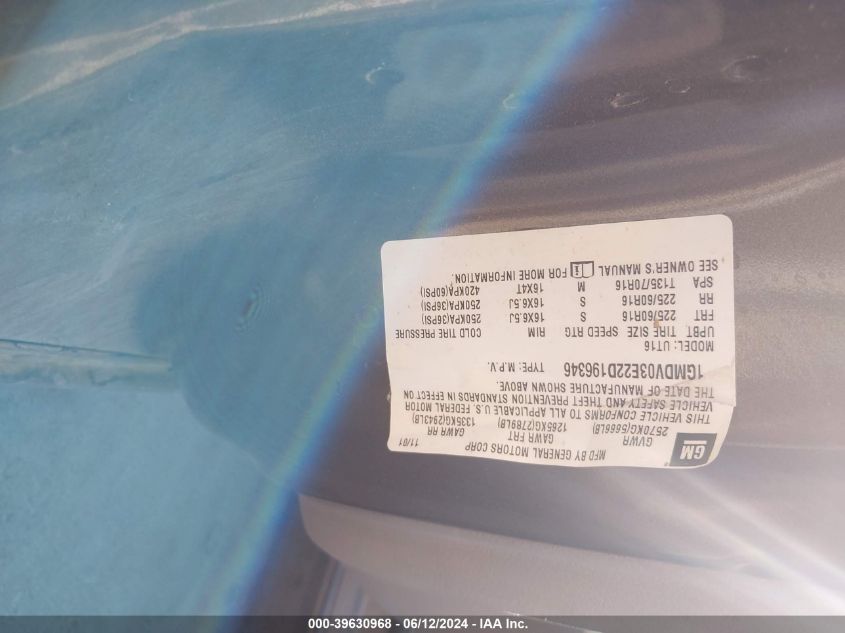 GM
MFD BY GENERAL MOTORS CORP 11/01
GVWR GAWR FRT GAWR RR
2570KG(5666LB) 1265KG(2789LB) 1335KG(2943LB)
THIS VEHICLE CONFORMS TO ALL APPLICABLE U.S. FEDERAL MOTOR
VEHICLE SAFETY AND THEFT PREVENTION STANDARDS IN EFFECT ON
THE DATE OF MANUFACTURE SHOWN ABOVE.
1GMDV03E22D196346 TYPE: M.P.V.
MODEL: UT16
UPBT TIRE SIZE SPEED RTG RIM COLD TIRE PRESSURE
FRT 225/60R16 S 16X6.5J 250KPA(36PSI)
RR 225/60R16 S 16X6.5J 250KPA(36PSI)
SPA T135/70R16 M 16X4T 420KPA(60PSI)
SEE OWNER'S MANUAL FOR MORE INFORMATION.
000-39630968 - 06/12/2024 - IAA Inc.